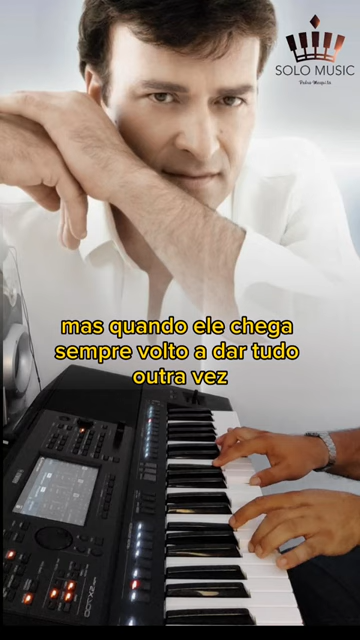 SOLO MUSIC
mas quando ele chega
sempre volto a dar tudo
outra vez